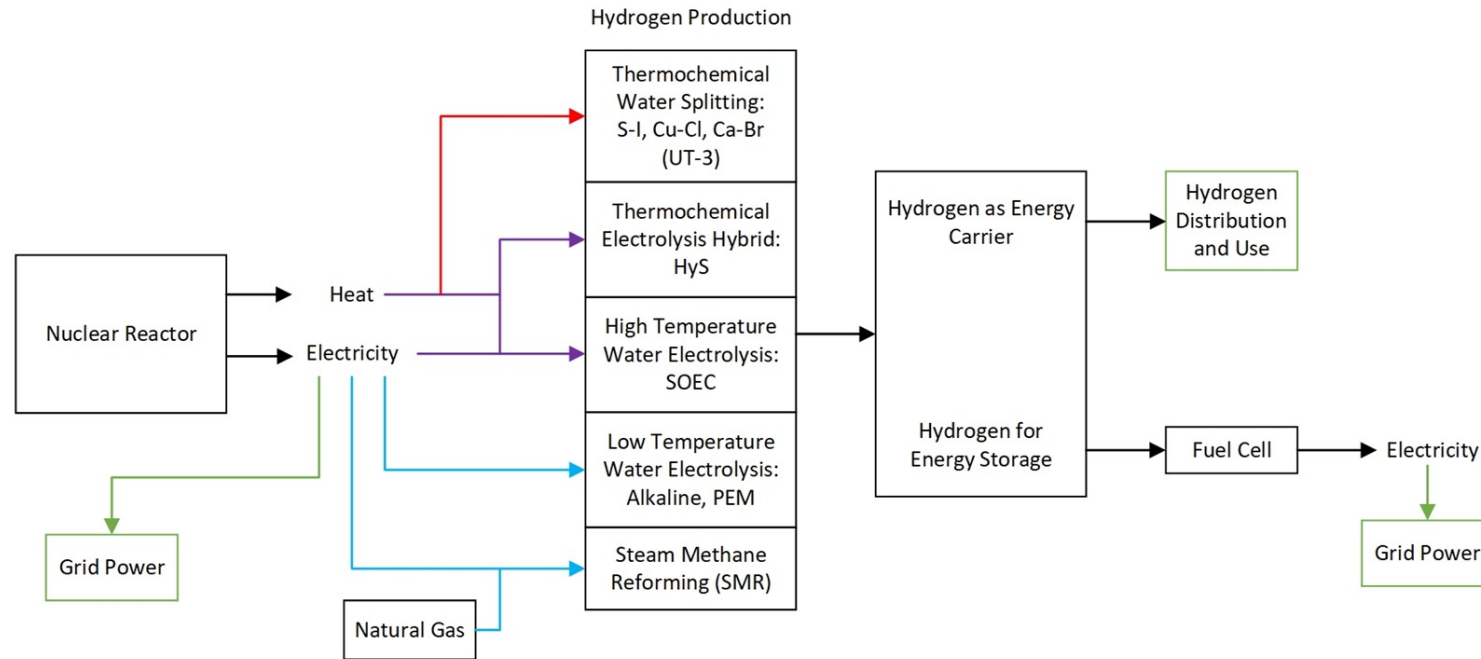 Hydrogen Production
Thermochemical
Water Splitting:
S-I, Cu-Cl, Ca-Br
(UT-3)
Thermochemical
Electrolysis Hybrid:
HyS
High Temperature
Water Electrolysis:
SOEC
Low Temperature
Water Electrolysis:
Alkaline, PEM
Steam Methane
Reforming (SMR)
Nuclear Reactor
Heat
Electricity
Grid Power
Natural Gas
Hydrogen as Energy
Carrier
Hydrogen for
Energy Storage
Hydrogen
Distribution
and Use
Fuel Cell
Electricity
Grid Power